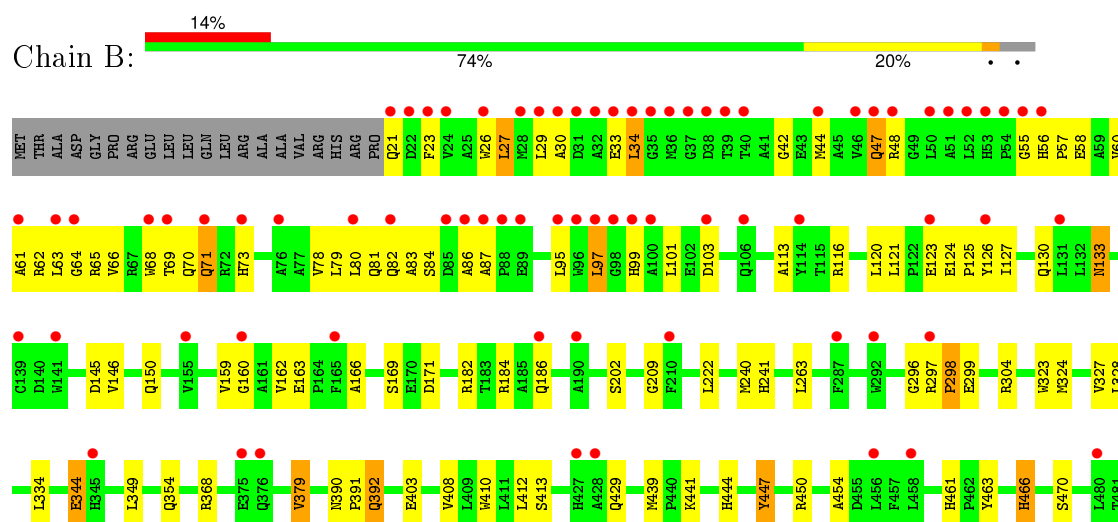 14%
Chain B:
74% 20% • •
MET THR ALA ASP GLY PRO ARG GLU LEU LEU GLN LEU ARG ALA ALA VAL ARG HIS ARG PRO Q21 D22 F23 V24 A25 W26 L27 M28 L29 A30 D31 A32 E33 L34 G35 M36 G37 D38 T39 T40 A41 G42 E43 M44 A45 V46 Q47 R48 G49 L50 A51 L52 H53 P54 G55 H56 P57 E58 A59 V60
A61 R62 L63 G64 R65 V66 R67 W68 T69 Q70 Q71 R72 H73 A76 A77 V78 L79 L80 Q81 Q82 A83 S84 D85 A86 A87 P88 E89 L95 W96 L97 G98 H99 A100 L101 E102 D103 Q106 A113 Y114 T115 R116 L120 L121 P122 E123 E124 P125 Y126 I127 Q130 L131 L132 N133
C139 D140 W141 D145 V146 Q150 V155 V159 G160 A161 V162 E163 P164 F165 A166 S169 E170 D171 R182 T183 R184 A185 Q186 A190 S202 G209 F210 L222 M240 H241 L263 F287 W292 G296 R297 P298 E299 R304 W323 M324 V327 L328
L334 E344 H345 L349 Q354 R368 E375 Q376 V379 N390 P391 Q392 E403 V408 L409 W410 L411 L412 S413 H427 A428 Q429 M439 P440 K441 H444 Y447 R450 A454 D455 L456 F457 L458 H461 P462 Y463 H466 S470 L480